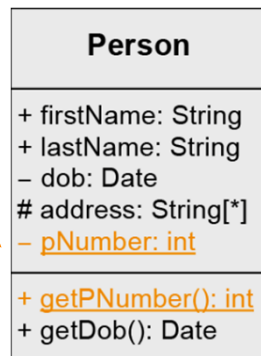 Person
+ firstName: String
+ lastName: String
– dob: Date
# address: String[*]
– pNumber: int
+ getPNumber(): int
+ getDob(): Date